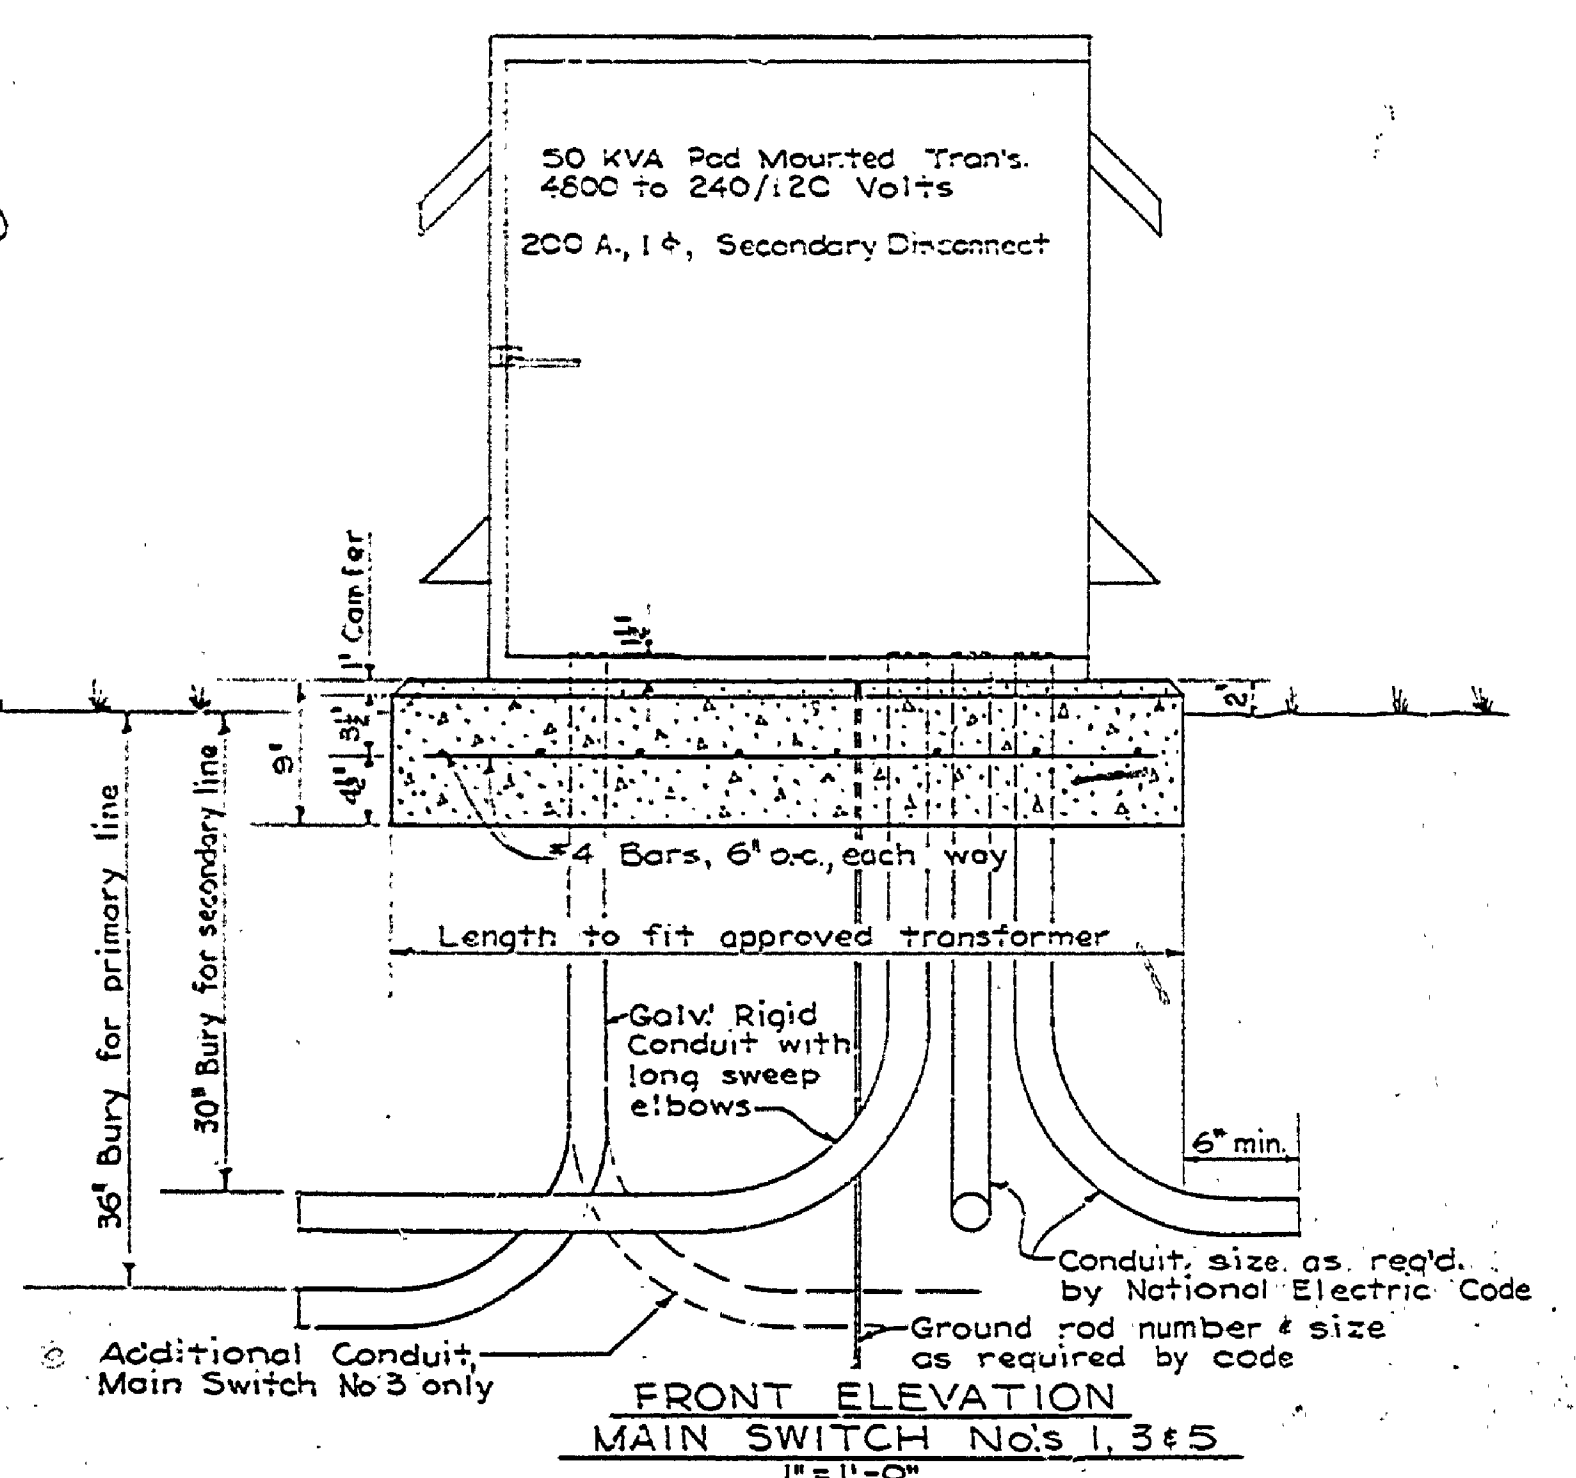 50 KVA Pad Mounted Tran's.
4800 to 240/120 Volts
200 A., 1 ¢, Secondary Disconnect
1" Camfer
1½"
3½"
9"
4½"
2"
36" Bury for primary line
30" Bury for secondary line
#4 Bars, 6" o.c., each way
Length to fit approved transformer
Galv. Rigid
Conduit with
long sweep
elbows
6" min.
Conduit, size as req'd.
by National Electric Code
Ground rod number & size
as required by code
Additional Conduit,
Main Switch No 3 only
FRONT ELEVATION
MAIN SWITCH No.'s 1, 3 & 5
1" = 1'-0"